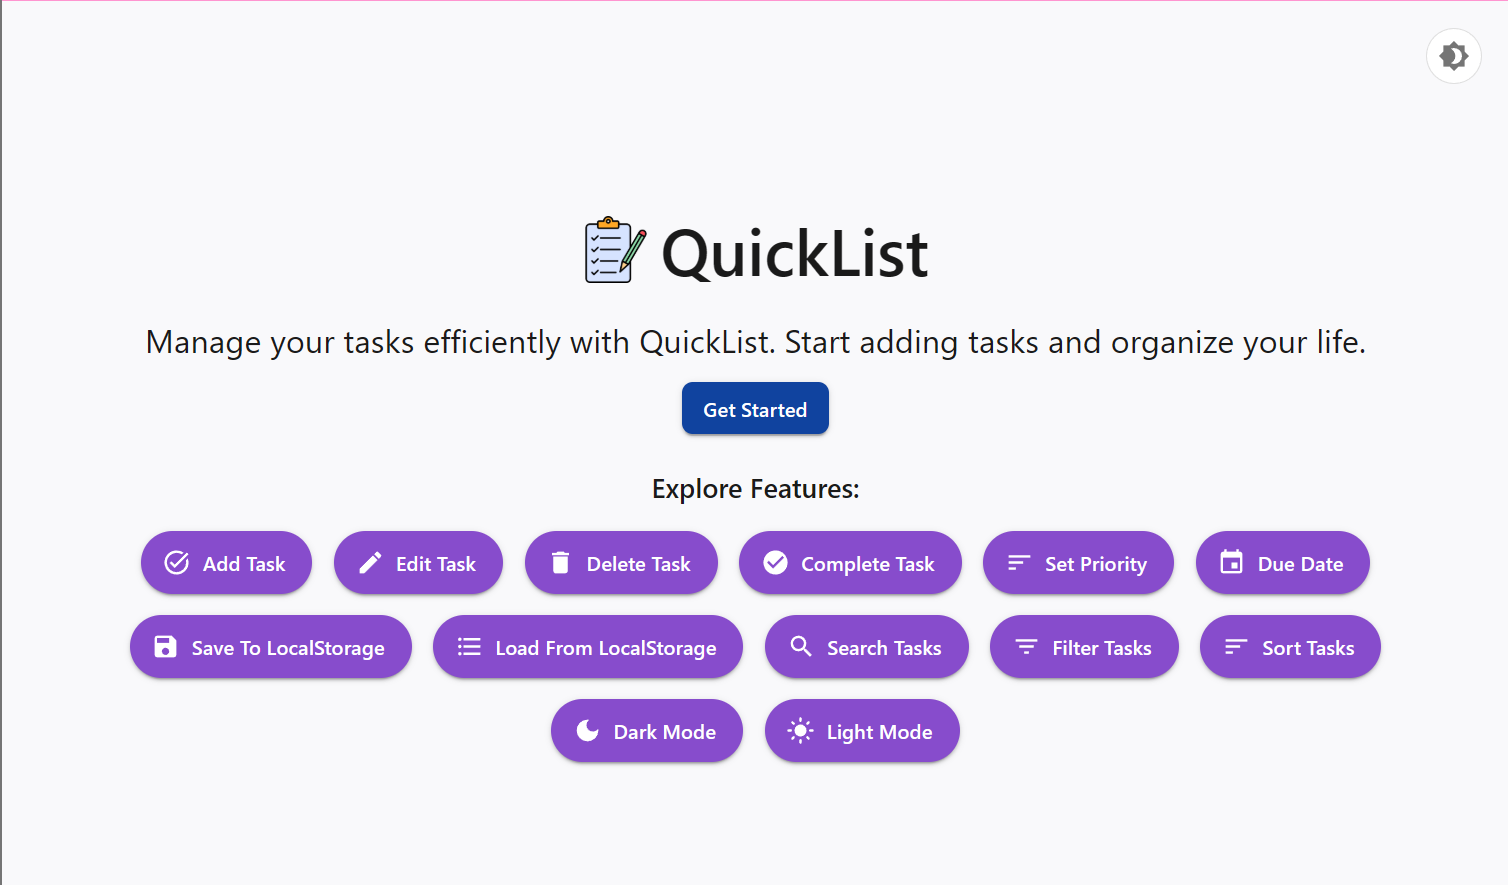 QuickList
Manage your tasks efficiently with QuickList. Start adding tasks and organize your life.
Get Started
Explore Features:
Add Task
Edit Task
Delete Task
Complete Task
Set Priority
Due Date
Save To LocalStorage
Load From LocalStorage
Search Tasks
Filter Tasks
Sort Tasks
Dark Mode
Light Mode